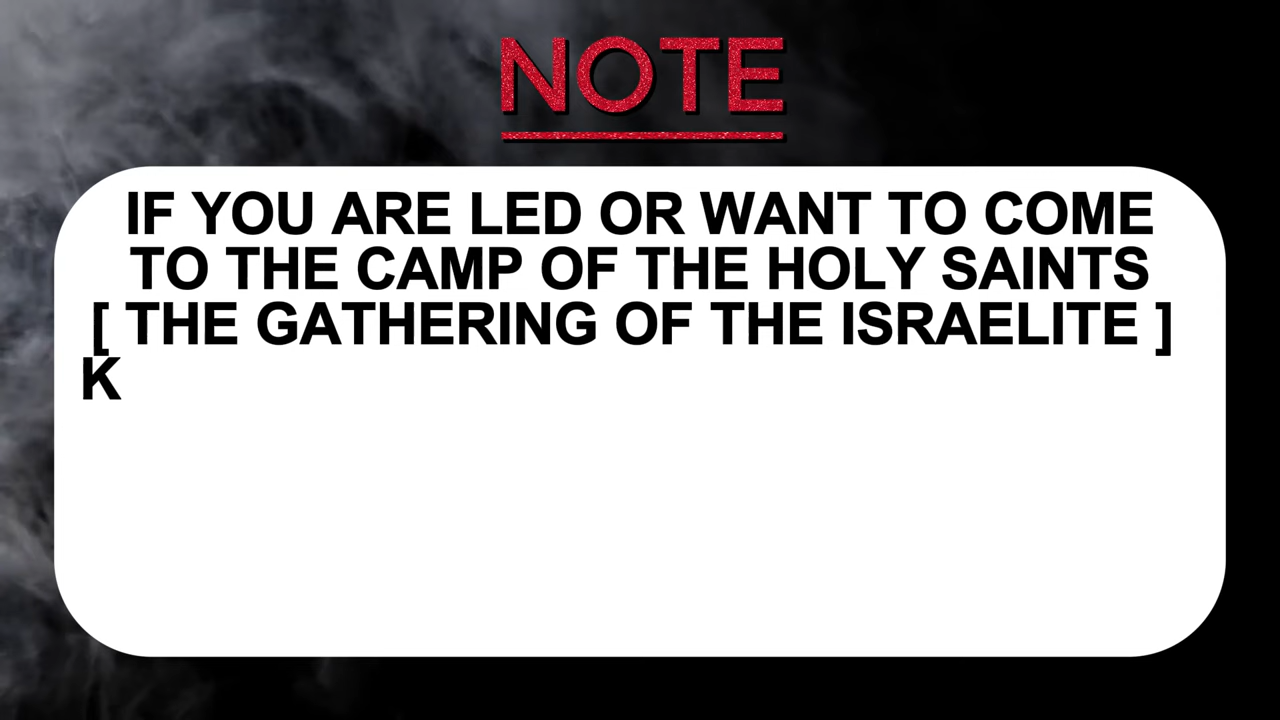 NOTE
IF YOU ARE LED OR WANT TO COME
TO THE CAMP OF THE HOLY SAINTS
[ THE GATHERING OF THE ISRAELITE ]
K